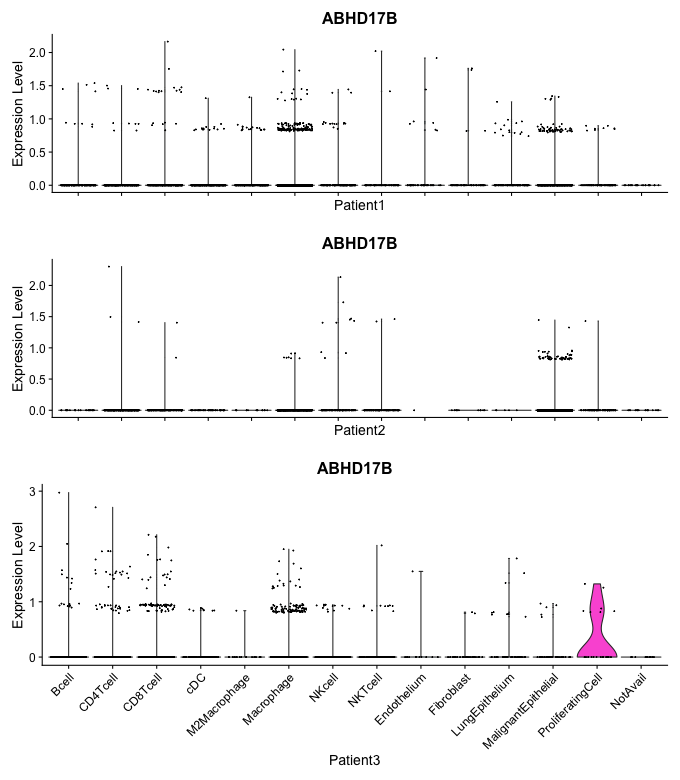 ABHD17B
Expression Level
2.0
1.5
1.0
0.5
0.0
Patient1
ABHD17B
Expression Level
2.0
1.5
1.0
0.5
0.0
Patient2
ABHD17B
Expression Level
3
2
1
0
Bcell
CD4Tcell
CD8Tcell
cDC
M2Macrophage
Macrophage
NKcell
NKTcell
Endothelium
Fibroblast
LungEpithelium
MalignantEpithelial
ProliferatingCell
NotAvail
Patient3